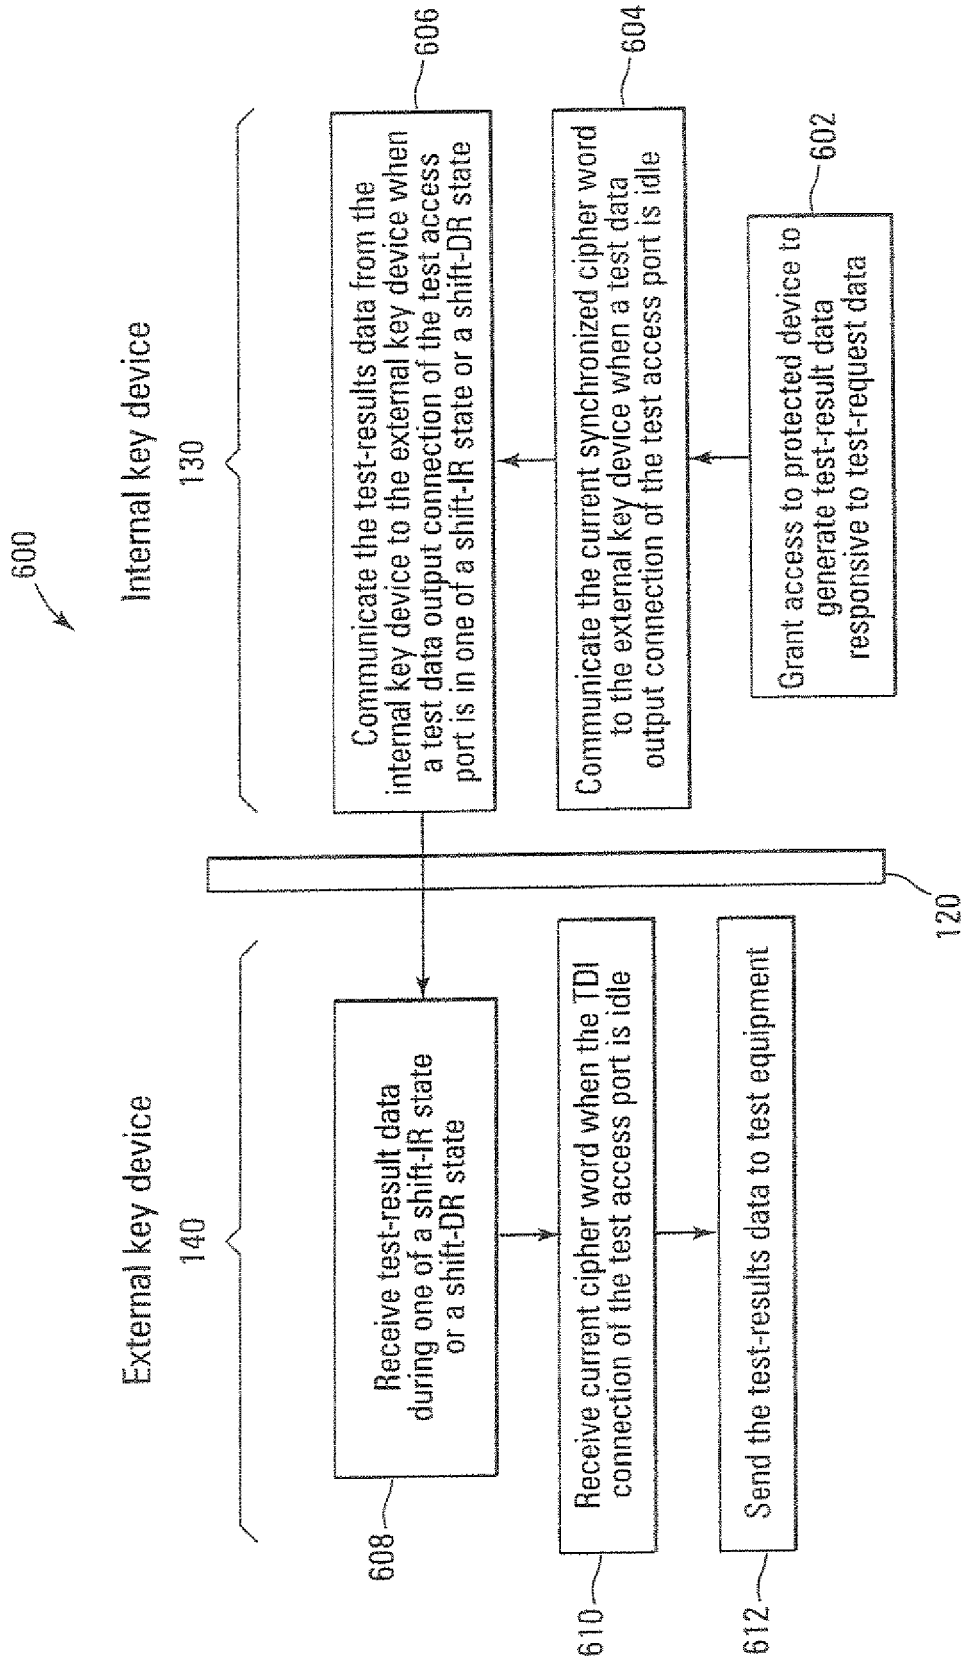 600
External key device
140
Internal key device
130
Receive test-result data
during one of a shift-IR state
or a shift-DR state
608
Receive current cipher word when the TDI
connection of the test access port is idle
610
Send the test-results data to test equipment
612
120
Communicate the test-results data from the
internal key device to the external key device when
a test data output connection of the test access
port is in one of a shift-IR state or a shift-DR state
606
Communicate the current synchronized cipher word
to the external key device when a test data
output connection of the test access port is idle
604
Grant access to protected device to
generate test-result data
responsive to test-request data
602